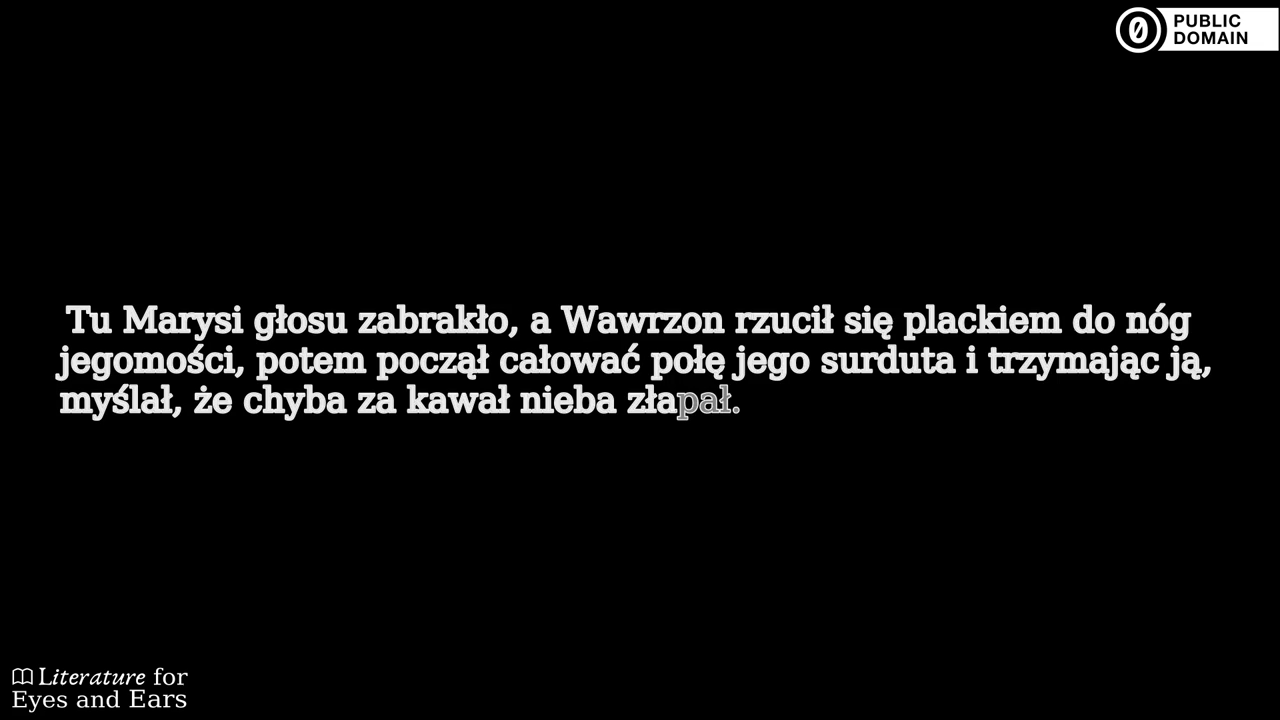 PUBLIC
DOMAIN
Tu Marysi głosu zabrakło, a Wawrzon rzucił się plackiem do nóg
jegomości, potem począł całować połę jego surduta i trzymając ją,
myślał, że chyba za kawał nieba złapał.
Literature for
Eyes and Ears